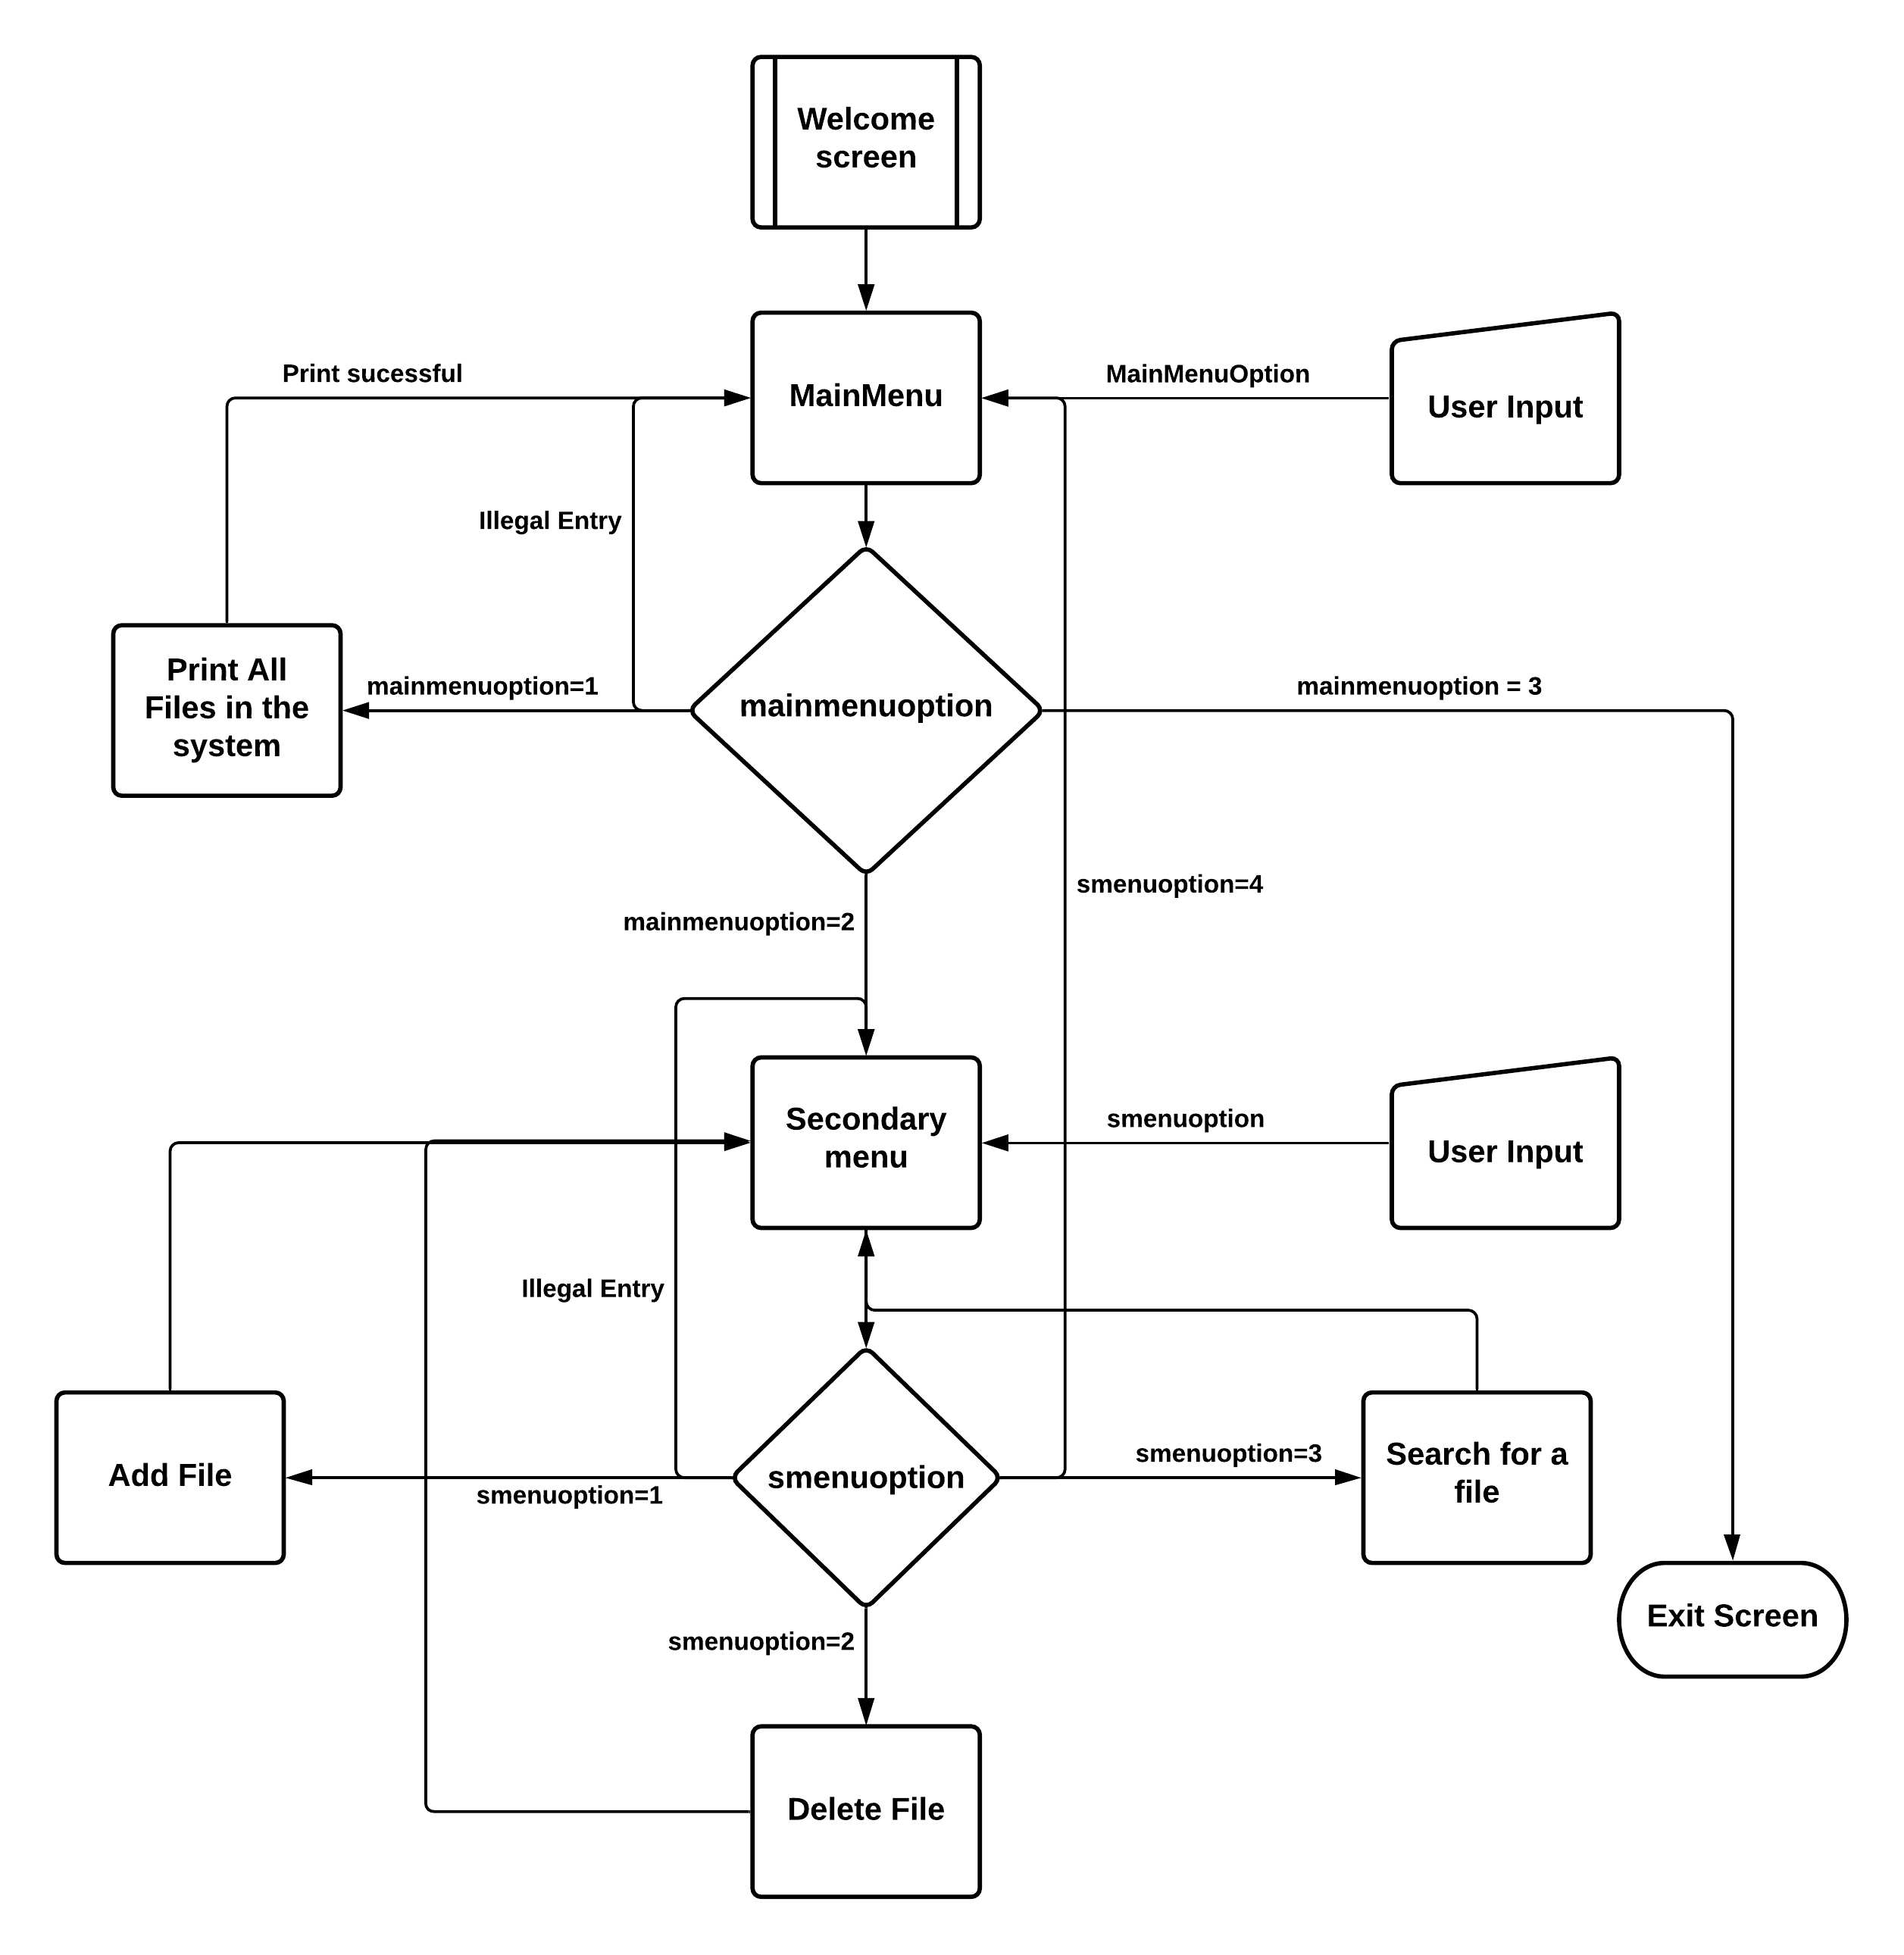 Welcome
screen
Print sucessful
MainMenu
MainMenuOption
User Input
Illegal Entry
Print All
Files in the
system
mainmenuoption=1
mainmenuoption
mainmenuoption = 3
smenuoption=4
mainmenuoption=2
Secondary
menu
smenuoption
User Input
Illegal Entry
Add File
smenuoption=1
smenuoption
smenuoption=3
Search for a
file
Exit Screen
smenuoption=2
Delete File